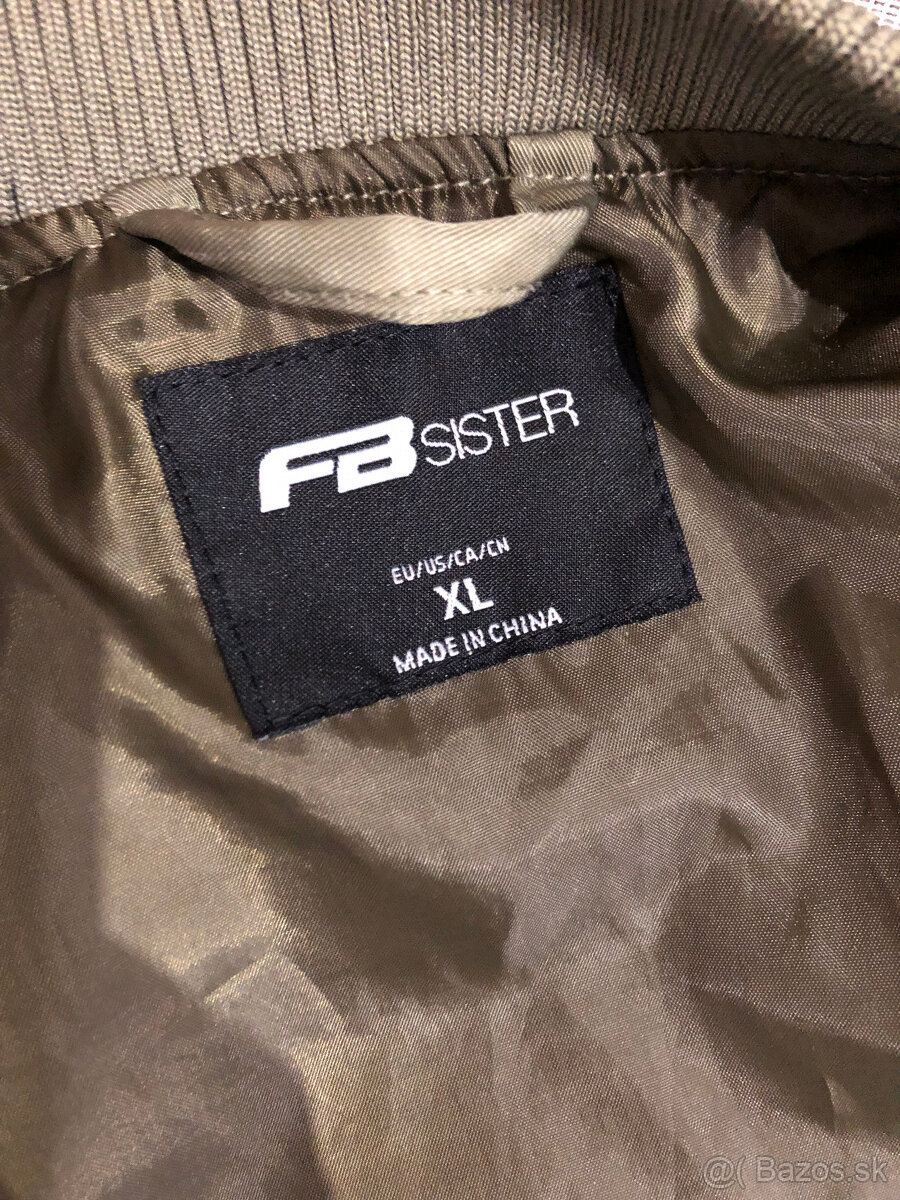 FB SISTER
EU/US/CA/CN
XL
MADE IN CHINA
@( Bazos.sk